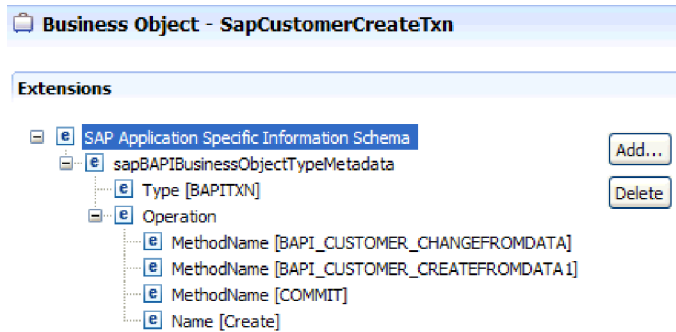 Business Object - SapCustomerCreateTxn
Extensions
SAP Application Specific Information Schema
Add...
sapBAPIBusinessObjectTypeMetadata
Type [BAPITXN]
Delete
Operation
MethodName [BAPI_CUSTOMER_CHANGEFROMDATA]
MethodName [BAPI_CUSTOMER_CREATEFROMDATA1]
MethodName [COMMIT]
Name [Create]